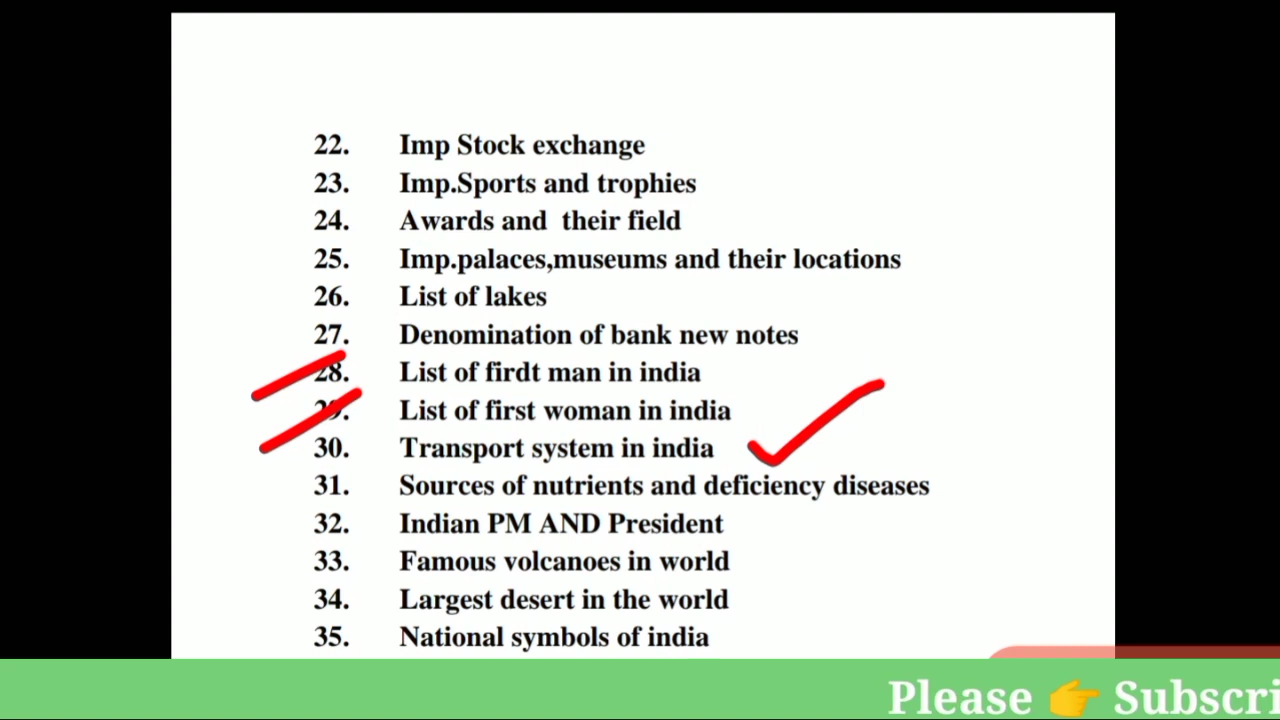 22. Imp Stock exchange
23. Imp.Sports and trophies
24. Awards and their field
25. Imp.palaces,museums and their locations
26. List of lakes
27. Denomination of bank new notes
28. List of firdt man in india
29. List of first woman in india
30. Transport system in india
31. Sources of nutrients and deficiency diseases
32. Indian PM AND President
33. Famous volcanoes in world
34. Largest desert in the world
35. National symbols of india
Please 👉 Subscri